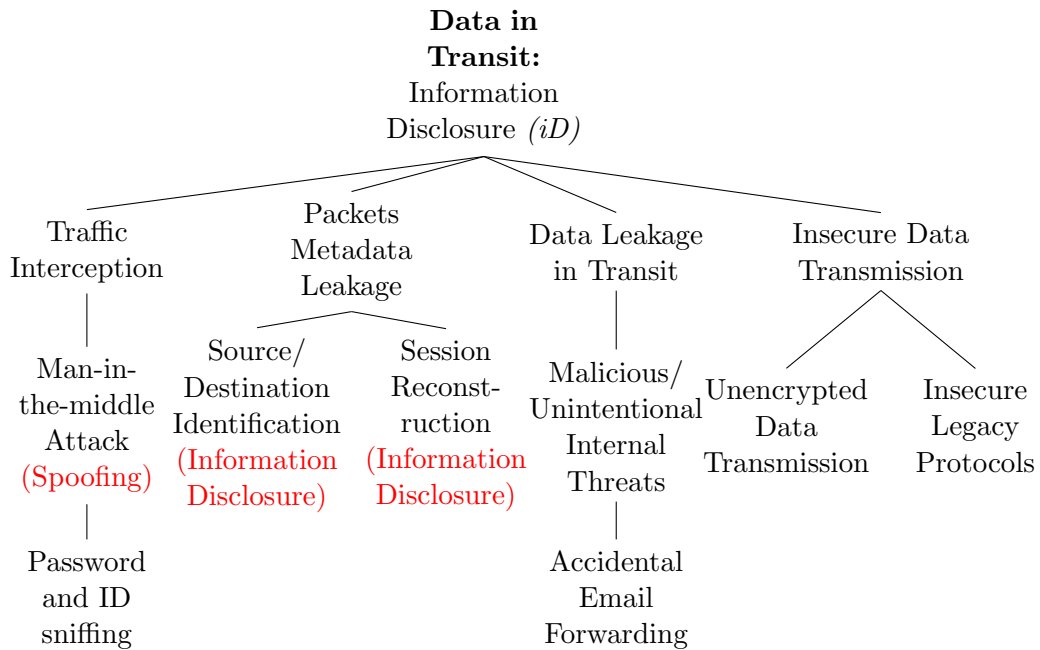 Data in
Transit:
Information
Disclosure (iD)
Traffic
Interception
Packets
Metadata
Leakage
Data Leakage
in Transit
Insecure Data
Transmission
Man-in-
the-middle
Attack
(Spoofing)
Source/
Destination
Identification
(Information
Disclosure)
Session
Reconst-
ruction
(Information
Disclosure)
Malicious/
Unintentional
Internal
Threats
Unencrypted
Data
Transmission
Insecure
Legacy
Protocols
Password
and ID
sniffing
Accidental
Email
Forwarding